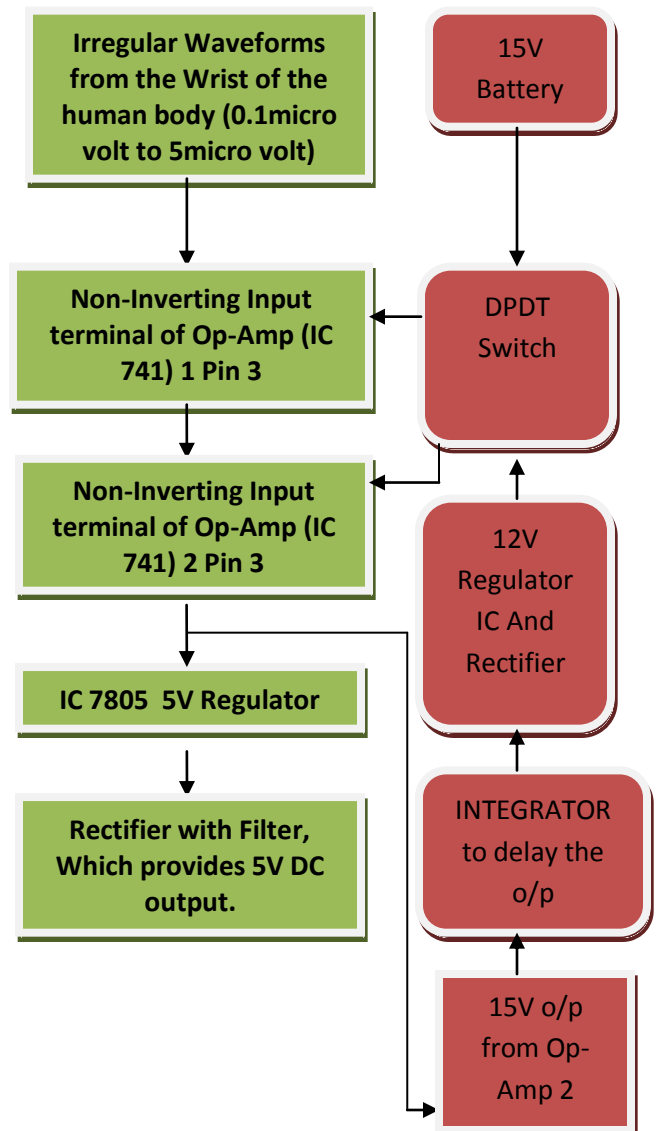 Irregular Waveforms
from the Wrist of the
human body (0.1micro
volt to 5micro volt)
Non-Inverting Input
terminal of Op-Amp (IC
741) 1 Pin 3
Non-Inverting Input
terminal of Op-Amp (IC
741) 2 Pin 3
IC 7805 5V Regulator
Rectifier with Filter,
Which provides 5V DC
output.
15V
Battery
DPDT
Switch
12V
Regulator
IC And
Rectifier
INTEGRATOR
to delay the
o/p
15V o/p
from Op-
Amp 2